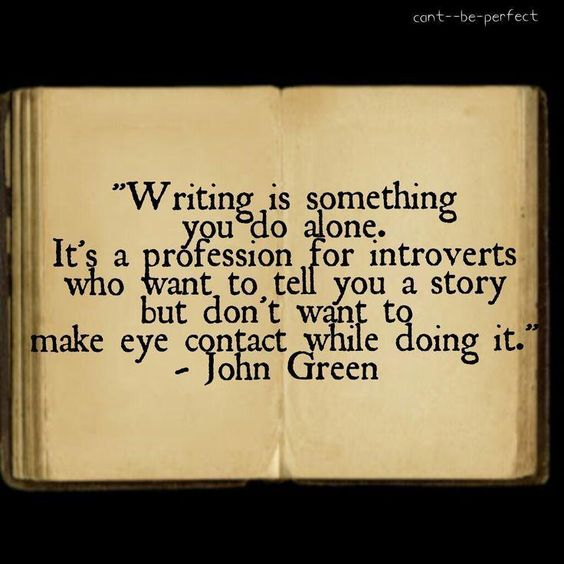 cant--be-perfect
"Writing is something
you do alone.
It's a profession for introverts
who want to tell you a story
but don't want to
make eye contact while doing it."
- John Green